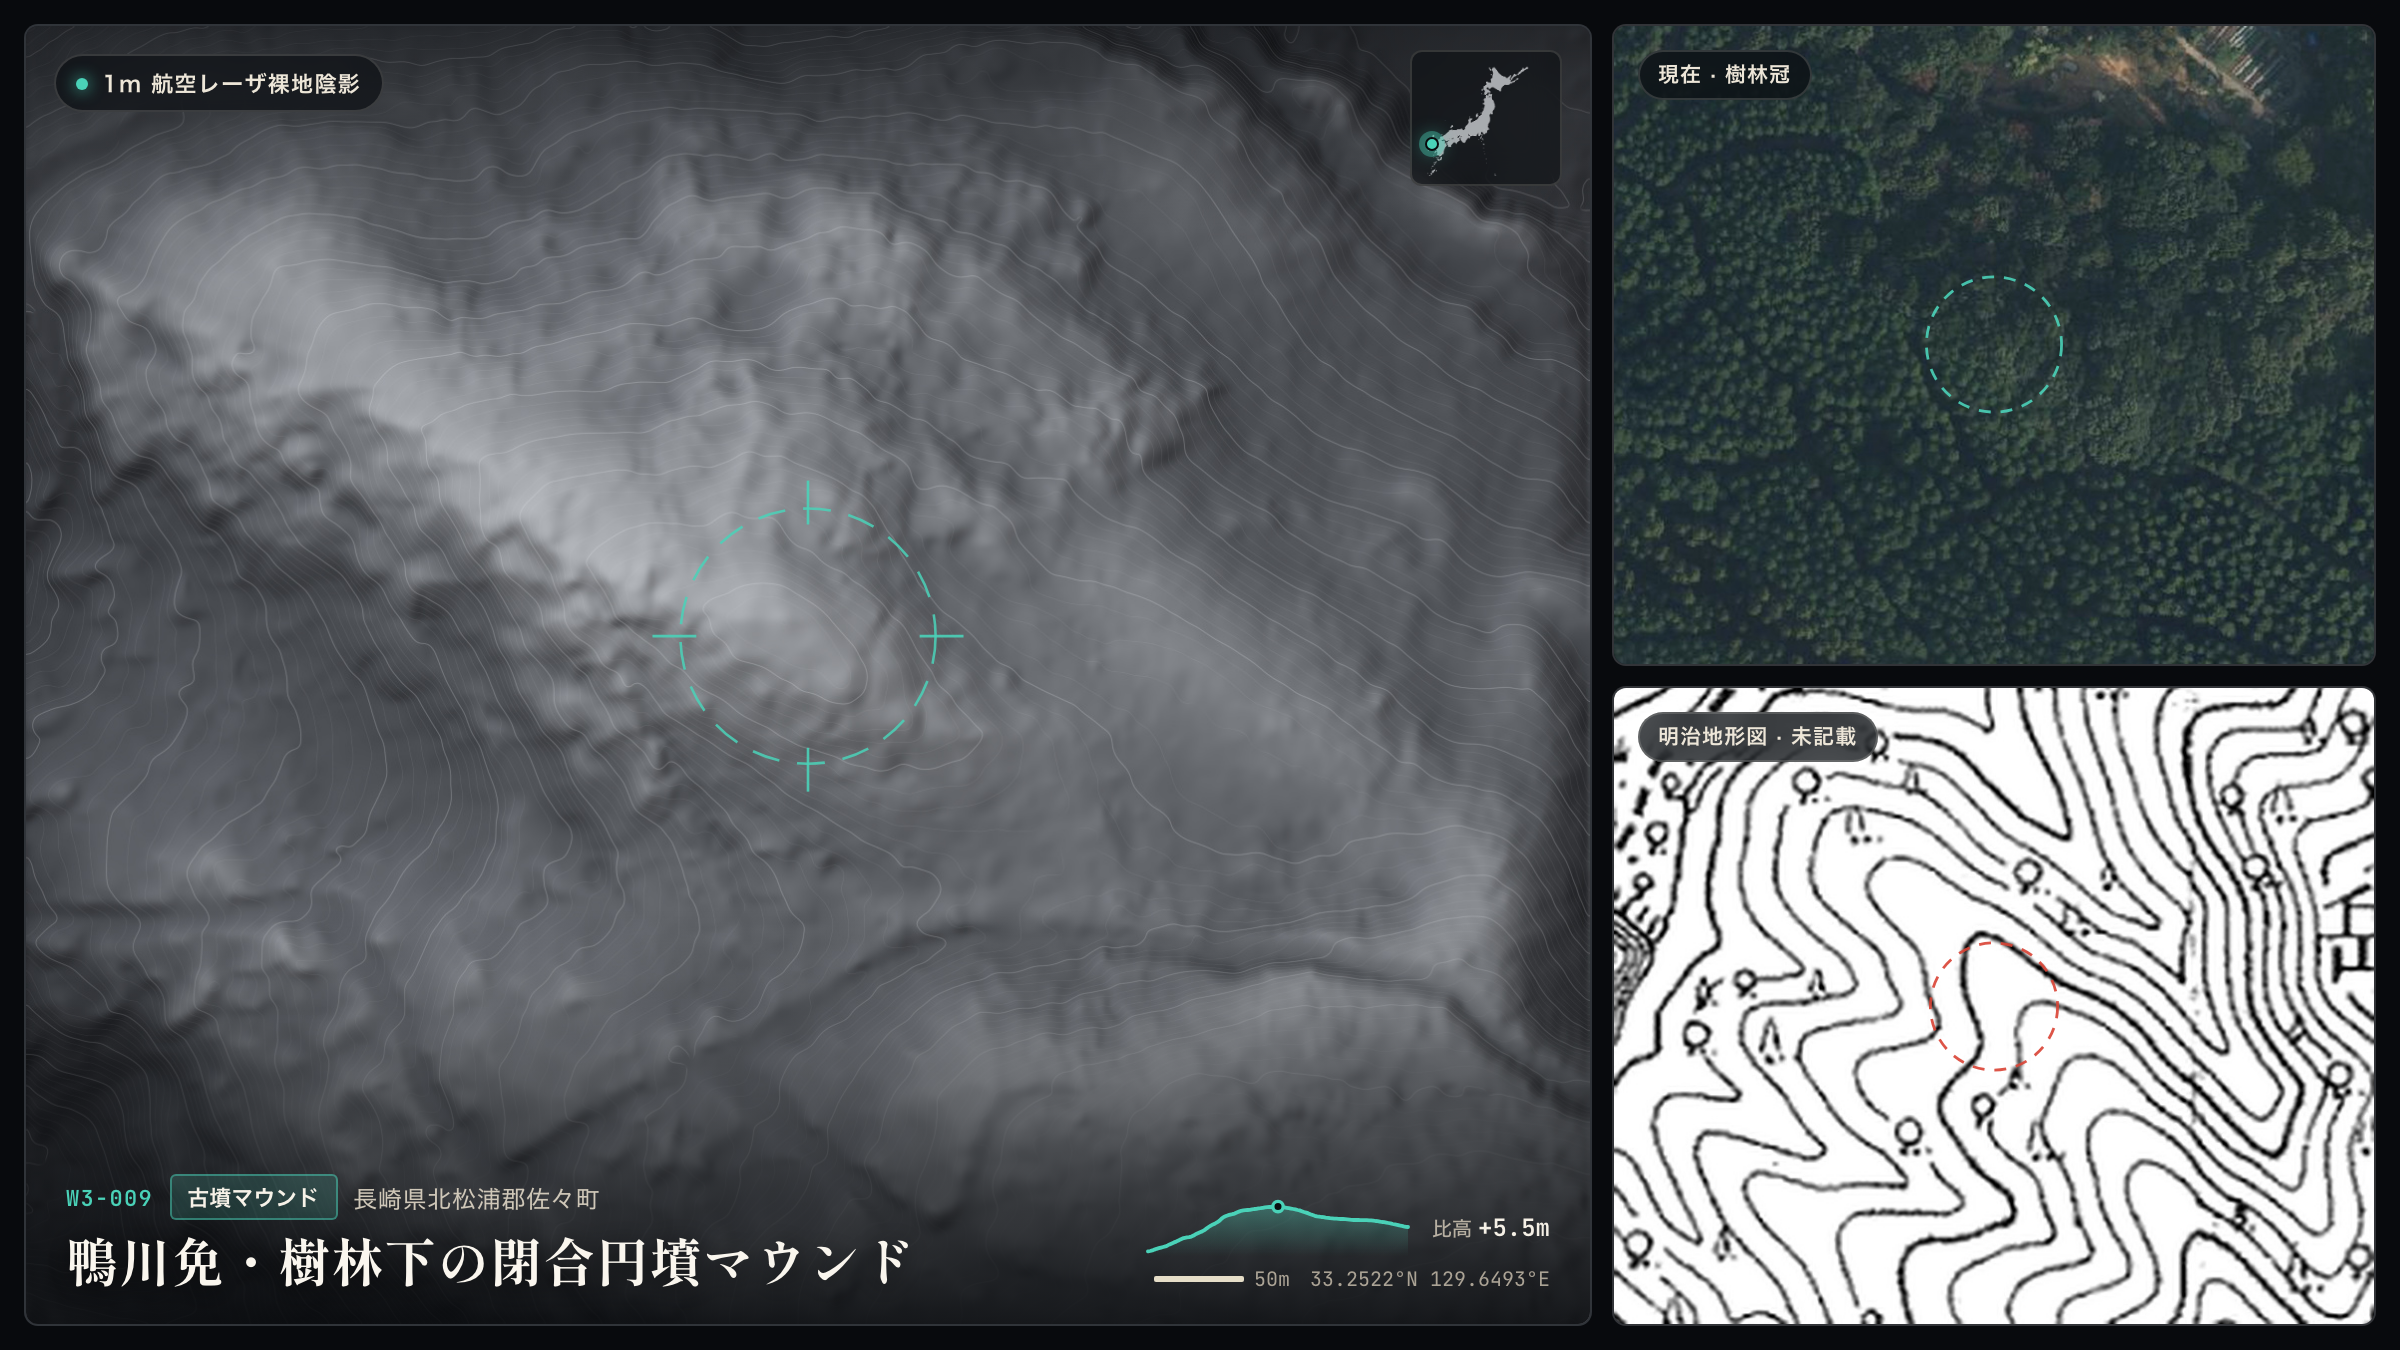 1m 航空レーザ裸地陰影
現在 · 樹林冠
明治地形図 · 未記載
W3-009 古墳マウンド 長崎県北松浦郡佐々町
鴨川免・樹林下の閉合円墳マウンド
比高 +5.5m
50m 33.2522°N 129.6493°E